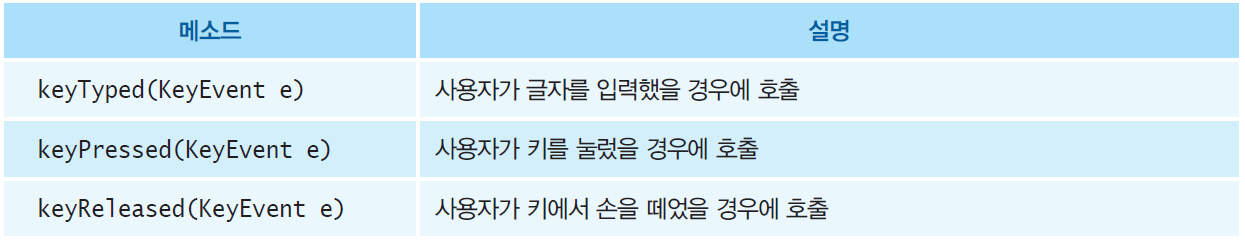 메소드 설명
keyTyped(KeyEvent e) 사용자가 글자를 입력했을 경우에 호출
keyPressed(KeyEvent e) 사용자가 키를 눌렀을 경우에 호출
keyReleased(KeyEvent e) 사용자가 키에서 손을 떼었을 경우에 호출